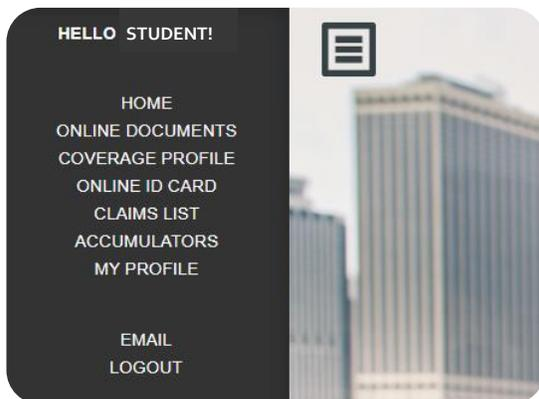 HELLO STUDENT!
HOME
ONLINE DOCUMENTS
COVERAGE PROFILE
ONLINE ID CARD
CLAIMS LIST
ACCUMULATORS
MY PROFILE
EMAIL
LOGOUT